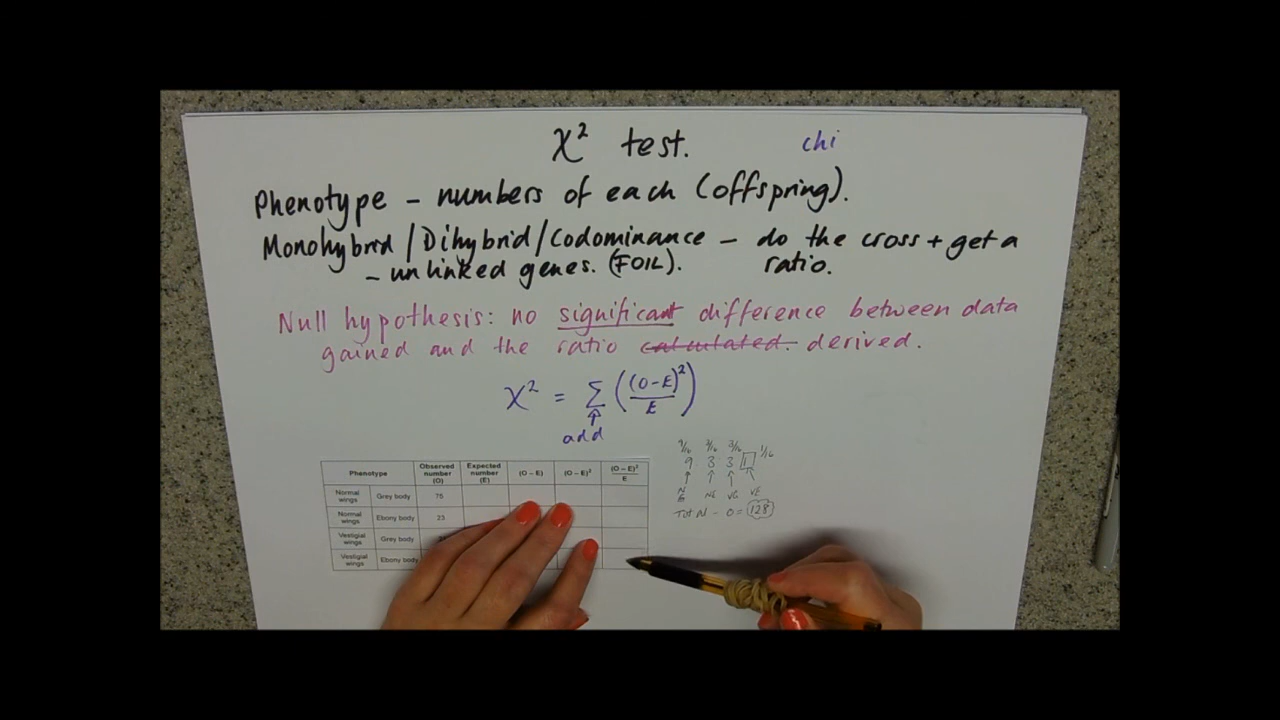 χ² test. chi
Phenotype – numbers of each (offspring).
Monohybrid / Dihybrid / Codominance – do the cross + get a ratio.
– unlinked genes. (FOIL).
Null hypothesis: no significant difference between data
gained and the ratio calculated. derived.
χ² = Σ ((O-E)²/E)
add
Phenotype Observed number (O) Expected number (E) (O – E) (O – E)² (O – E)²/E
Normal wings Grey body 75
Normal wings Ebony body 23
Vestigial wings Grey body
Vestigial wings Ebony body
9/16 3/16 3/16 1/16
9 3 3 1
NG NE VG VE
Total – O = 128